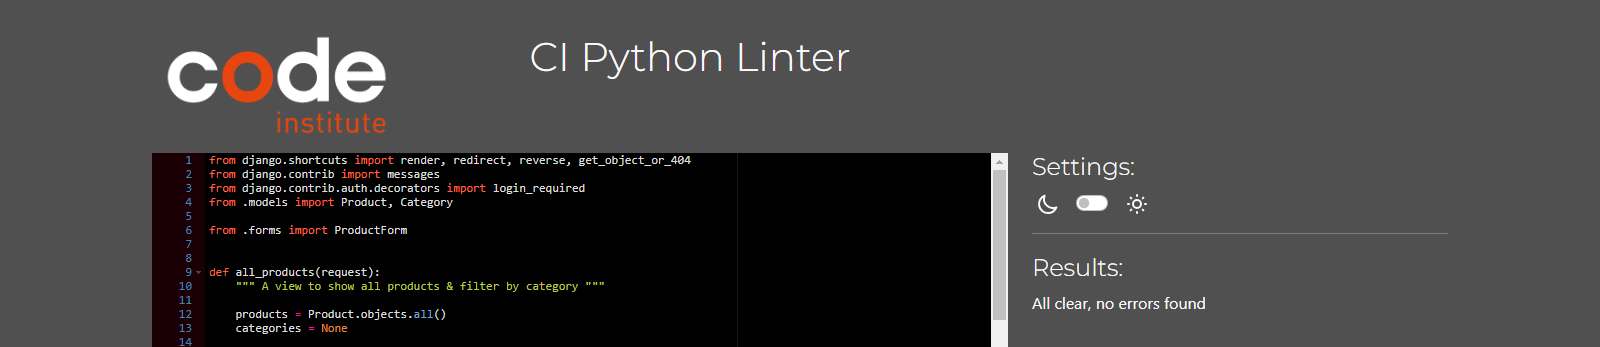 code
institute
CI Python Linter
1 from django.shortcuts import render, redirect, reverse, get_object_or_404
2 from django.contrib import messages
3 from django.contrib.auth.decorators import login_required
4 from .models import Product, Category
5
6 from .forms import ProductForm
7
8
9 def all_products(request):
10 """ A view to show all products & filter by category """
11
12 products = Product.objects.all()
13 categories = None
14
Settings:
Results:
All clear, no errors found